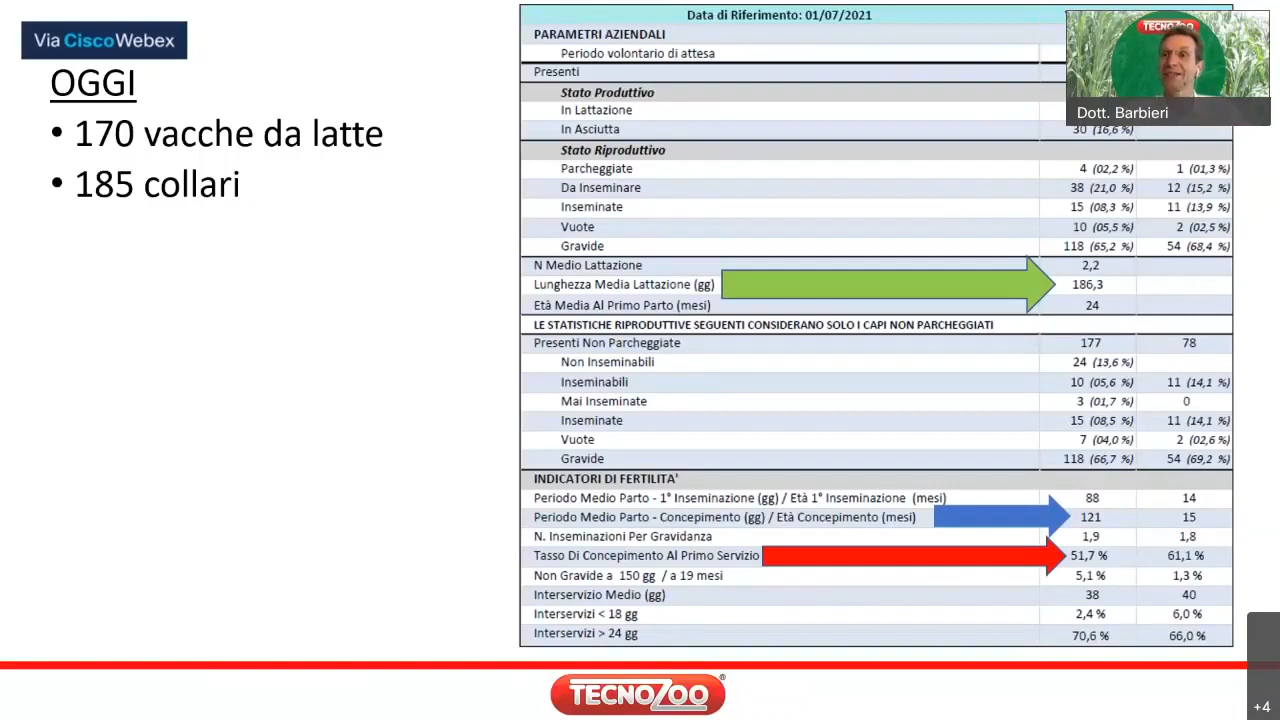 Via CiscoWebex
OGGI
• 170 vacche da latte
• 185 collari
Data di Riferimento: 01/07/2021
PARAMETRI AZIENDALI
Periodo volontario di attesa
Presenti
Stato Produttivo
In Lattazione
In Asciutta 30 (16,6 %)
Stato Riproduttivo
Parcheggiate 4 (02,2 %) 1 (01,3 %)
Da Inseminare 38 (21,0 %) 12 (15,2 %)
Inseminate 15 (08,3 %) 11 (13,9 %)
Vuote 10 (05,5 %) 2 (02,5 %)
Gravide 118 (65,2 %) 54 (68,4 %)
N Medio Lattazione 2,2
Lunghezza Media Lattazione (gg) 186,3
Età Media Al Primo Parto (mesi) 24
LE STATISTICHE RIPRODUTTIVE SEGUENTI CONSIDERANO SOLO I CAPI NON PARCHEGGIATI
Presenti Non Parcheggiate 177 78
Non Inseminabili 24 (13,6 %)
Inseminabili 10 (05,6 %) 11 (14,1 %)
Mai Inseminate 3 (01,7 %) 0
Inseminate 15 (08,5 %) 11 (14,1 %)
Vuote 7 (04,0 %) 2 (02,6 %)
Gravide 118 (66,7 %) 54 (69,2 %)
INDICATORI DI FERTILITA'
Periodo Medio Parto - 1° Inseminazione (gg) / Età 1° Inseminazione (mesi) 88 14
Periodo Medio Parto - Concepimento (gg) / Età Concepimento (mesi) 121 15
N. Inseminazioni Per Gravidanza 1,9 1,8
Tasso Di Concepimento Al Primo Servizio 51,7 % 61,1 %
Non Gravide a 150 gg / a 19 mesi 5,1 % 1,3 %
Interservizio Medio (gg) 38 40
Interservizi < 18 gg 2,4 % 6,0 %
Interservizi > 24 gg 70,6 % 66,0 %
TECNOZOO
Dott. Barbieri
TECNOZOO®
+4